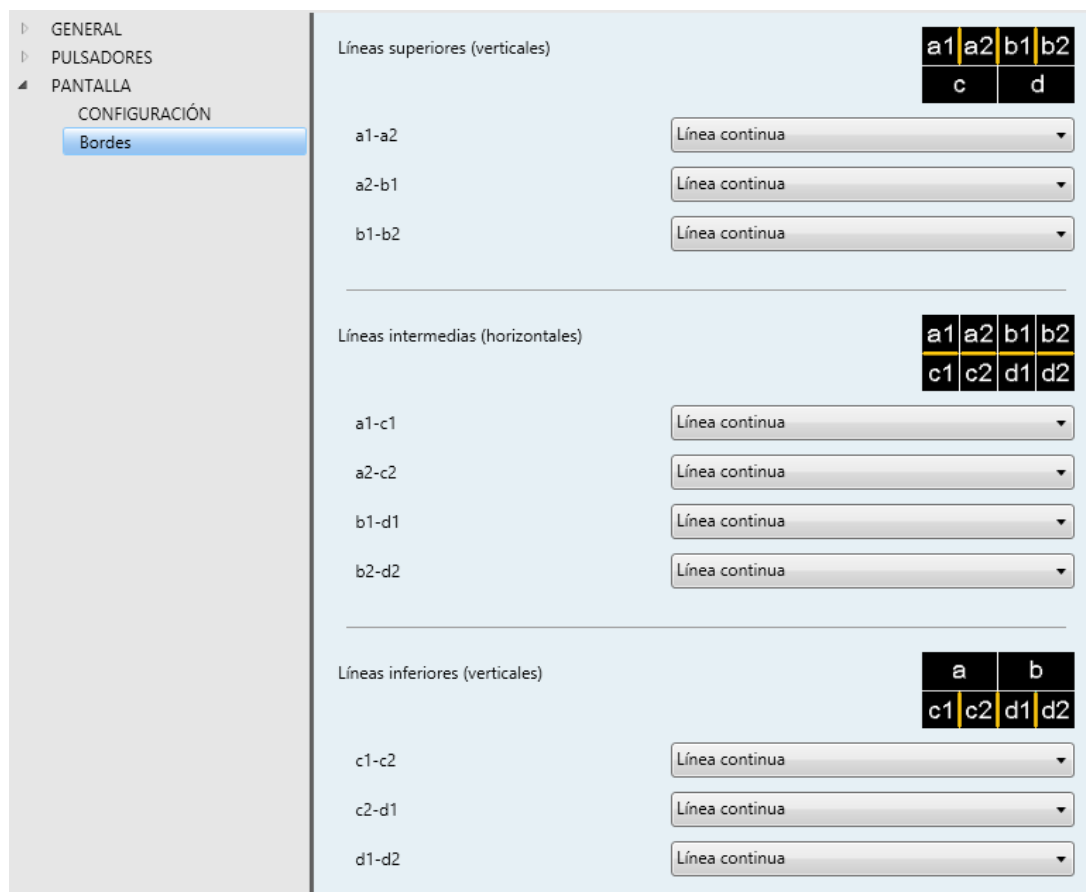 GENERAL
PULSADORES
PANTALLA
CONFIGURACIÓN
Bordes
Líneas superiores (verticales)
a1 a2 b1 b2
c d
a1-a2 Línea continua
a2-b1 Línea continua
b1-b2 Línea continua
Líneas intermedias (horizontales)
a1 a2 b1 b2
c1 c2 d1 d2
a1-c1 Línea continua
a2-c2 Línea continua
b1-d1 Línea continua
b2-d2 Línea continua
Líneas inferiores (verticales)
a b
c1 c2 d1 d2
c1-c2 Línea continua
c2-d1 Línea continua
d1-d2 Línea continua